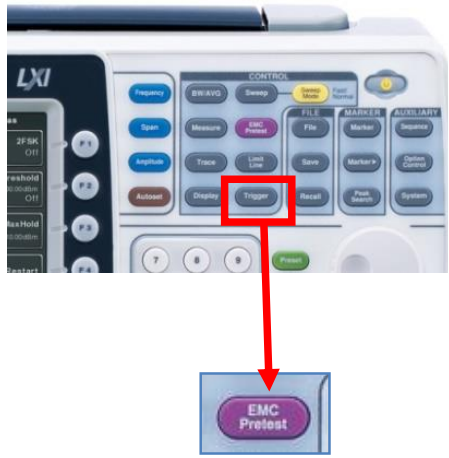 LXI
CONTROL
Frequency
BW/AVG
Sweep
Sweep
Mode
Fast/
Normal
FILE
MARKER
AUXILIARY
Span
Measure
EMC
Pretest
File
Marker
Sequence
2FSK
Off
F1
Amplitude
Trace
Limit
Line
Save
Marker▶
Option
Control
Off
F2
Autoset
Display
Trigger
Recall
Peak
Search
System
MaxHold
F3
7
8
9
Preset
Restart
F4
EMC
Pretest